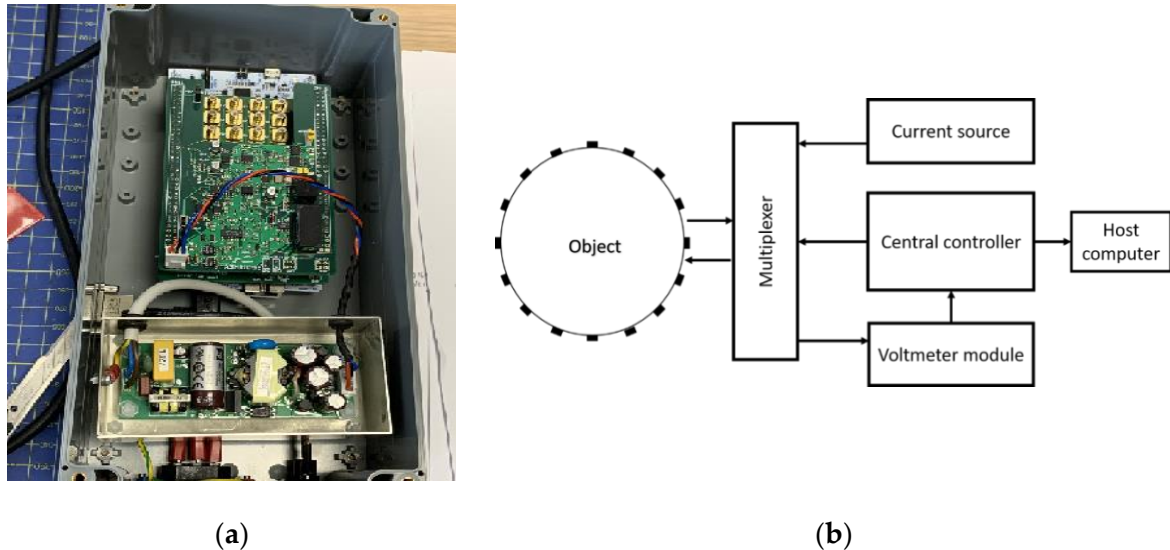 Object
Multiplexer
Current source
Central controller
Host
computer
Voltmeter module
(a)
(b)